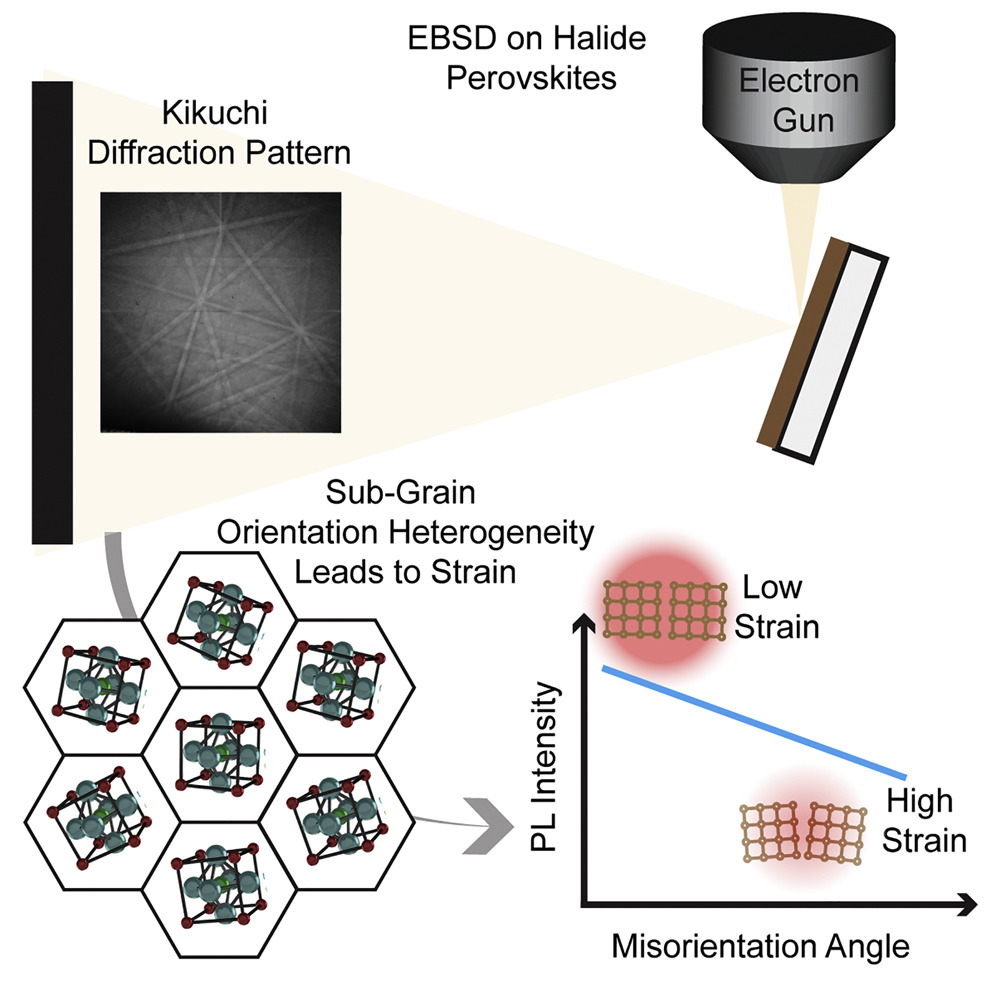 EBSD on Halide
Perovskites
Electron
Gun
Kikuchi
Diffraction Pattern
Sub-Grain
Orientation Heterogeneity
Leads to Strain
Low
Strain
PL Intensity
High
Strain
Misorientation Angle